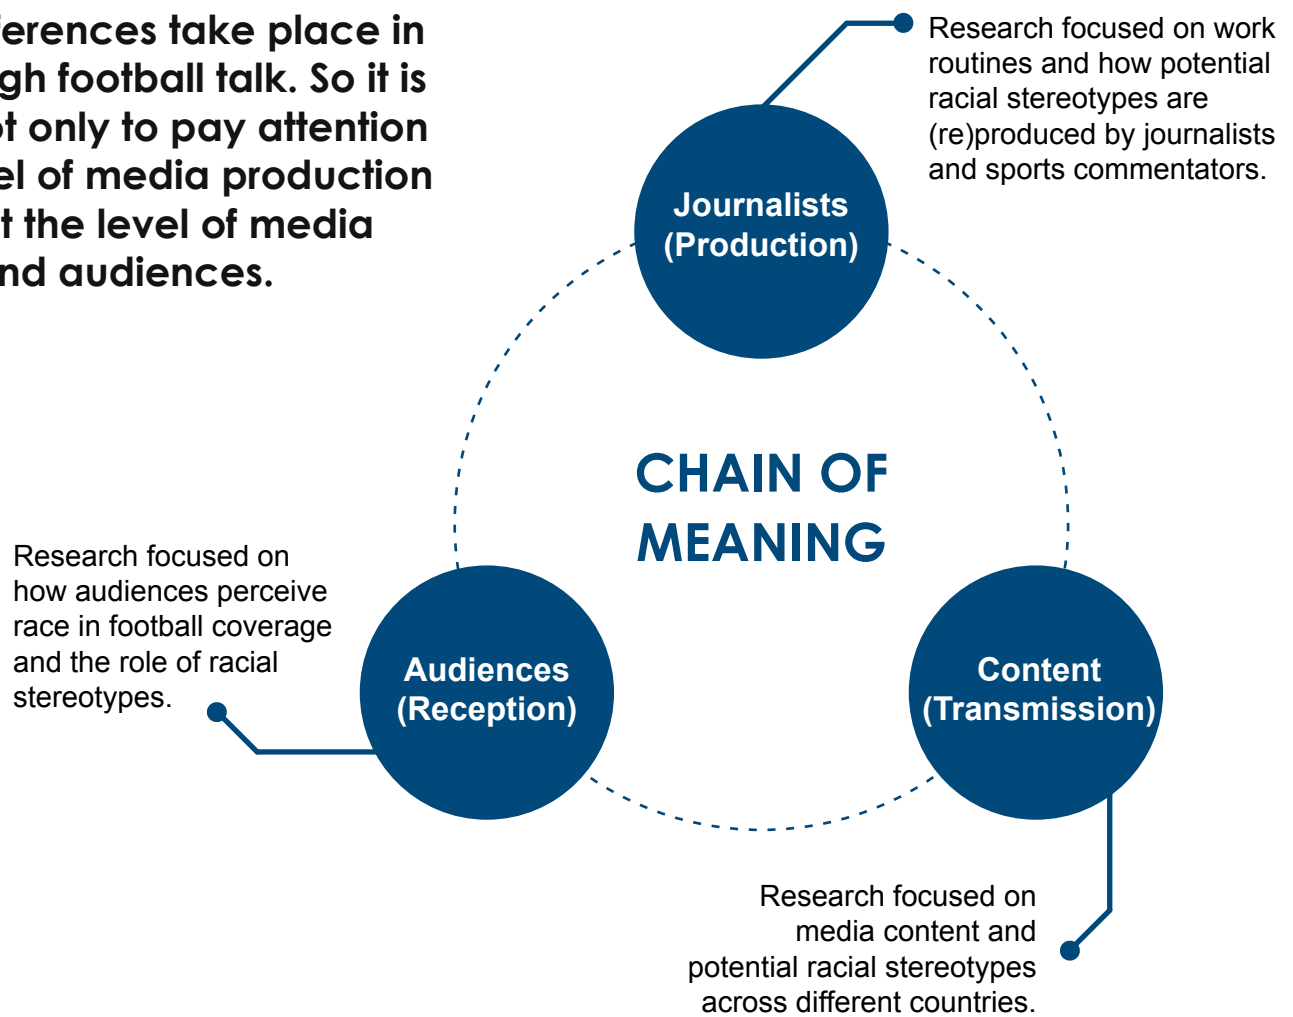 ferences take place in
gh football talk. So it is
t only to pay attention
el of media production
t the level of media
nd audiences.
Research focused on work
routines and how potential
racial stereotypes are
(re)produced by journalists
and sports commentators.
Journalists
(Production)
CHAIN OF
MEANING
Research focused on
how audiences perceive
race in football coverage
and the role of racial
stereotypes.
Audiences
(Reception)
Content
(Transmission)
Research focused on
media content and
potential racial stereotypes
across different countries.